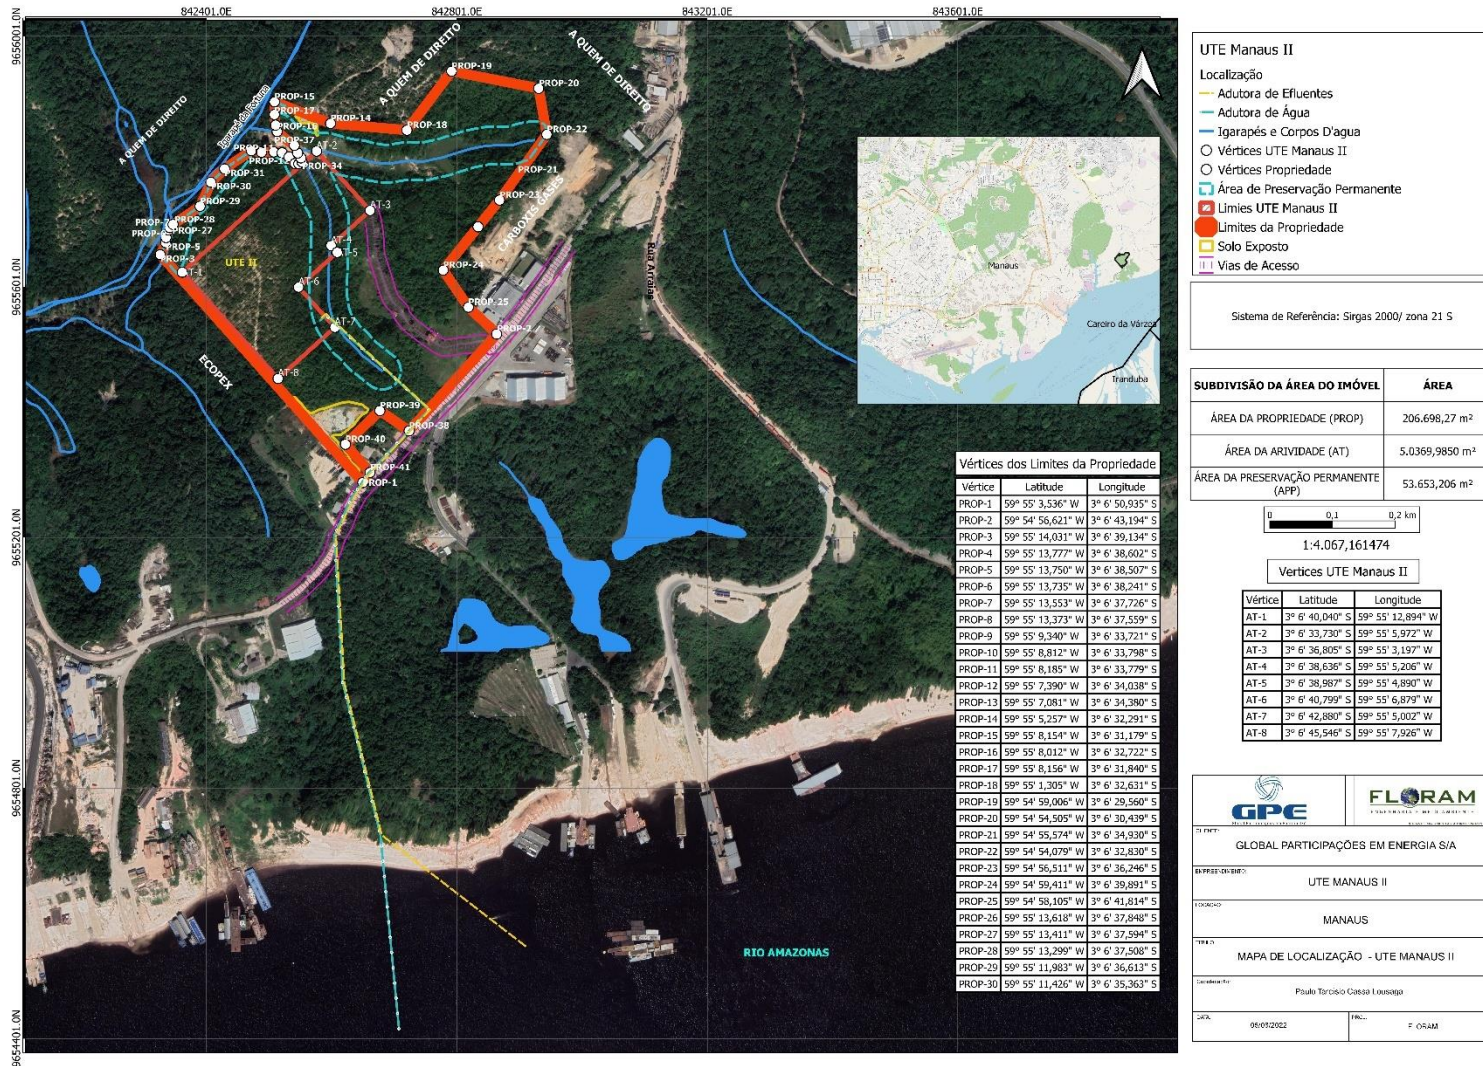 842401.0E
842801.0E
843201.0E
843601.0E
9656001.0N
9655601.0N
9655201.0N
9654801.0N
9654401.0N
A QUEM DE DIREITO
A QUEM DE DIREITO
A QUEM DE DIREITO
PROP-19
PROP-20
PROP-15
PROP-17
PROP-14
PROP-18
PROP-22
PROP-16
PROP-37
AT-2
PROP-34
PROP-31
PROP-30
PROP-21
PROP-29
PROP-23
AT-3
PROP-28
PROP-27
CARBOXIS GASES
AT-4
PROP-5
AT-5
PROP-3
UTE II
AT-1
PROP-24
AT-6
PROP-25
Rua Arraias
AT-7
PROP-2
ECOPEX
AT-8
PROP-39
PROP-38
PROP-40
PROP-41
PROP-1
RIO AMAZONAS
Manaus
Careiro da Várzea
Iranduba
Vértices dos Limites da Propriedade
Vértice Latitude Longitude
PROP-1 59° 55' 3,536" W 3° 6' 50,935" S
PROP-2 59° 54' 56,621" W 3° 6' 43,194" S
PROP-3 59° 55' 14,031" W 3° 6' 39,134" S
PROP-4 59° 55' 13,777" W 3° 6' 38,602" S
PROP-5 59° 55' 13,750" W 3° 6' 38,507" S
PROP-6 59° 55' 13,735" W 3° 6' 38,241" S
PROP-7 59° 55' 13,553" W 3° 6' 37,726" S
PROP-8 59° 55' 13,373" W 3° 6' 37,559" S
PROP-9 59° 55' 9,340" W 3° 6' 33,721" S
PROP-10 59° 55' 8,812" W 3° 6' 33,798" S
PROP-11 59° 55' 8,185" W 3° 6' 33,779" S
PROP-12 59° 55' 7,390" W 3° 6' 34,038" S
PROP-13 59° 55' 7,081" W 3° 6' 34,380" S
PROP-14 59° 55' 5,257" W 3° 6' 32,291" S
PROP-15 59° 55' 8,154" W 3° 6' 31,179" S
PROP-16 59° 55' 8,012" W 3° 6' 32,722" S
PROP-17 59° 55' 8,156" W 3° 6' 31,840" S
PROP-18 59° 55' 1,305" W 3° 6' 32,631" S
PROP-19 59° 54' 59,006" W 3° 6' 29,560" S
PROP-20 59° 54' 54,505" W 3° 6' 30,439" S
PROP-21 59° 54' 55,574" W 3° 6' 34,930" S
PROP-22 59° 54' 54,079" W 3° 6' 32,830" S
PROP-23 59° 54' 56,511" W 3° 6' 36,246" S
PROP-24 59° 54' 59,411" W 3° 6' 39,891" S
PROP-25 59° 54' 58,105" W 3° 6' 41,814" S
PROP-26 59° 55' 13,618" W 3° 6' 37,848" S
PROP-27 59° 55' 13,411" W 3° 6' 37,594" S
PROP-28 59° 55' 13,299" W 3° 6' 37,508" S
PROP-29 59° 55' 11,983" W 3° 6' 36,613" S
PROP-30 59° 55' 11,426" W 3° 6' 35,363" S
UTE Manaus II
Localização
Adutora de Efluentes
Adutora de Água
Igarapés e Corpos D'agua
Vértices UTE Manaus II
Vértices Propriedade
Área de Preservação Permanente
Limies UTE Manaus II
Limites da Propriedade
Solo Exposto
Vias de Acesso
Sistema de Referência: Sirgas 2000/ zona 21 S
SUBDIVISÃO DA ÁREA DO IMÓVEL ÁREA
ÁREA DA PROPRIEDADE (PROP) 206.698,27 m²
ÁREA DA ARIVIDADE (AT) 5.0369,9850 m²
ÁREA DA PRESERVAÇÃO PERMANENTE (APP) 53.653,206 m²
0 0,1 0,2 km
1:4.067,161474
Vertices UTE Manaus II
Vértice Latitude Longitude
AT-1 3° 6' 40,040" S 59° 55' 12,894" W
AT-2 3° 6' 33,730" S 59° 55' 5,972" W
AT-3 3° 6' 36,805" S 59° 55' 3,197" W
AT-4 3° 6' 38,636" S 59° 55' 5,206" W
AT-5 3° 6' 38,987" S 59° 55' 4,890" W
AT-6 3° 6' 40,799" S 59° 55' 6,879" W
AT-7 3° 6' 42,880" S 59° 55' 5,002" W
AT-8 3° 6' 45,546" S 59° 55' 7,926" W
GPE
FLORAM
GLOBAL PARTICIPAÇÕES EM ENERGIA S/A
UTE MANAUS II
MANAUS
MAPA DE LOCALIZAÇÃO - UTE MANAUS II
Paulo Tarcisio Cassa Lousaga